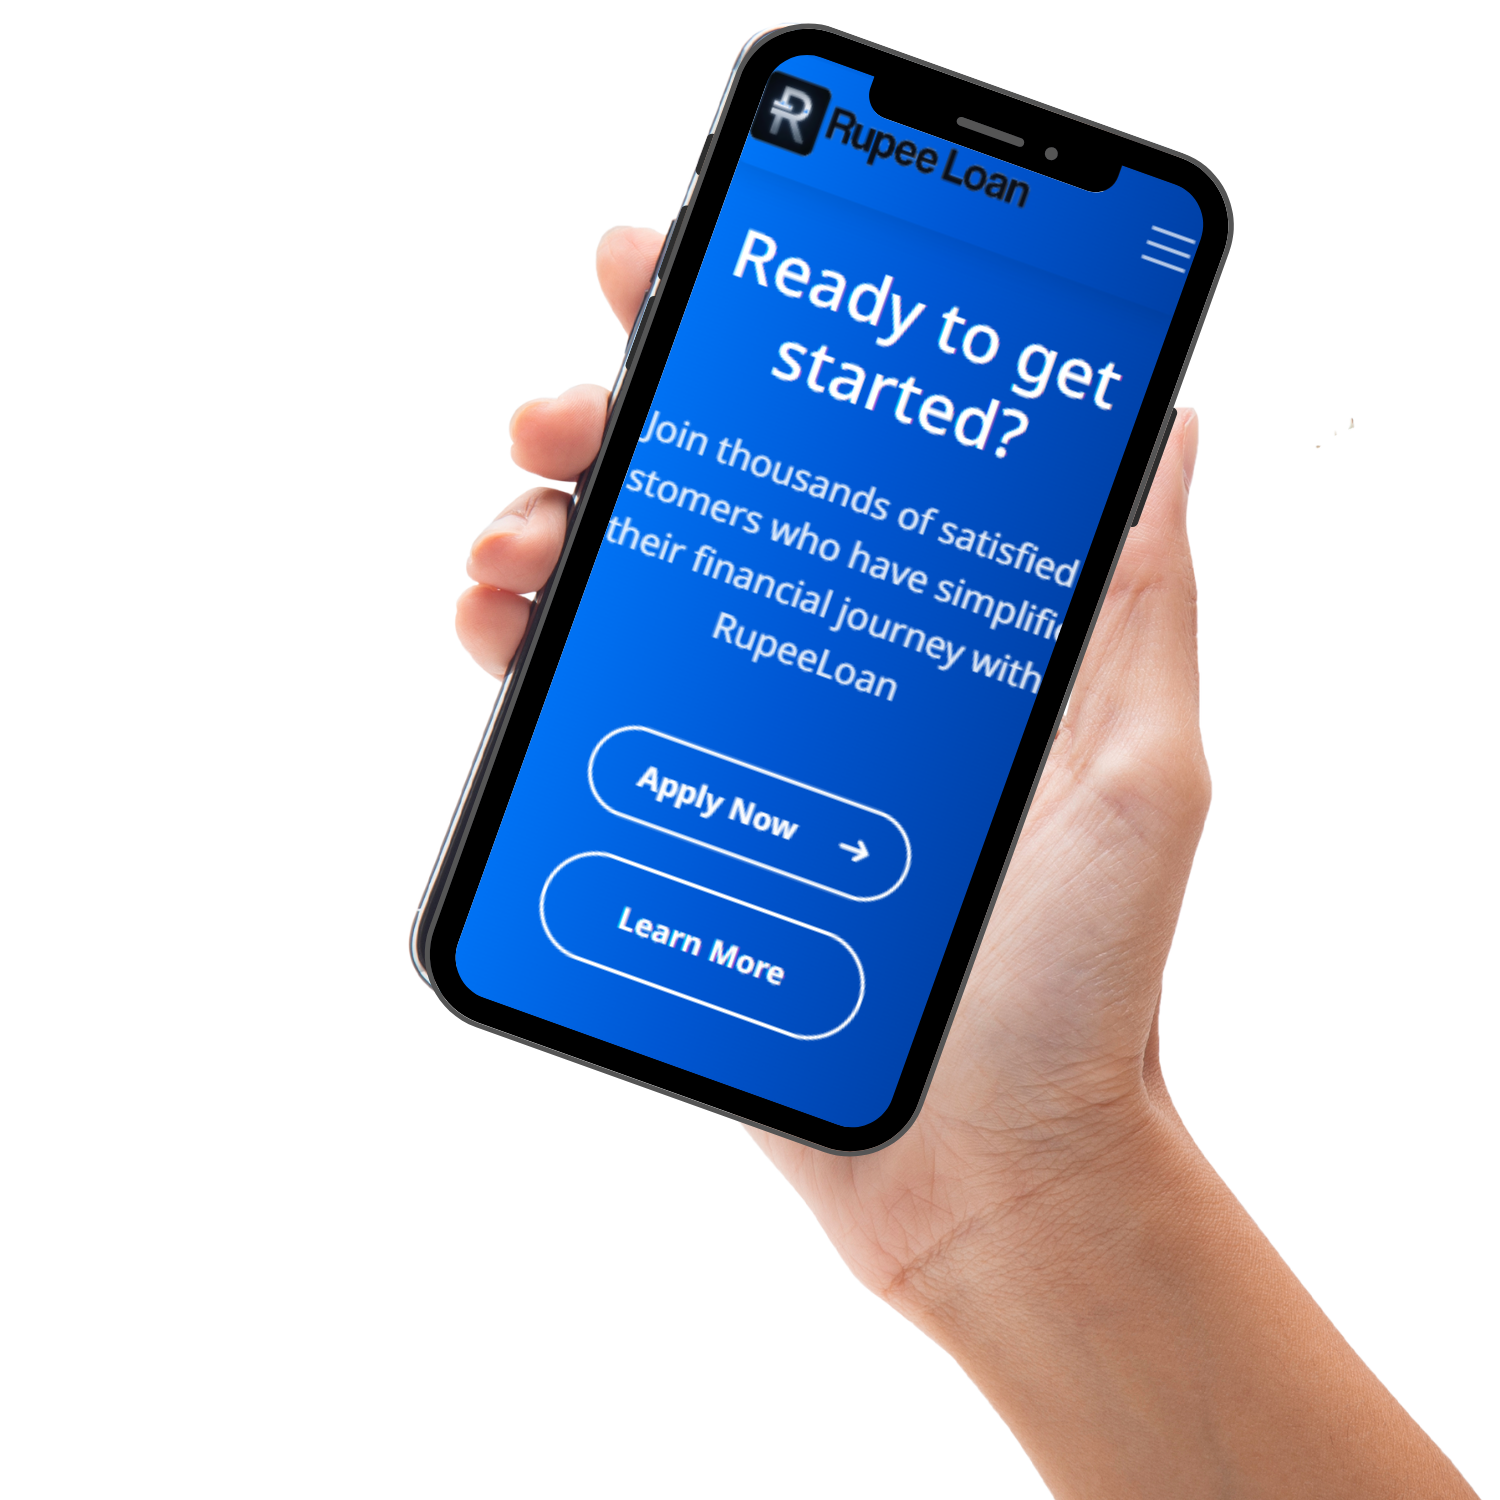 Rupee Loan
Ready to get
started?
Join thousands of satisfied
stomers who have simplifie
their financial journey with
RupeeLoan
Apply Now →
Learn More